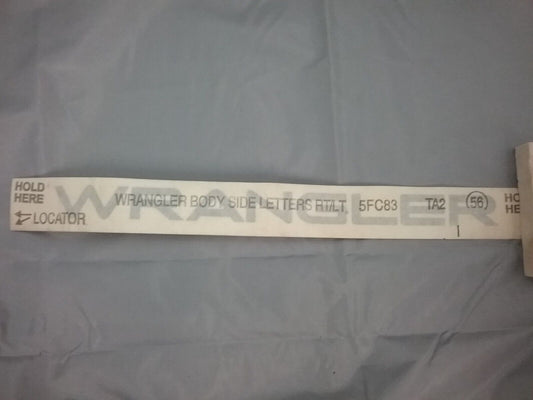 HOLD
HERE
LOCATOR
WRANGLER
WRANGLER BODY SIDE LETTERS RT/LT 5FC83 TA2 56
HO
HE